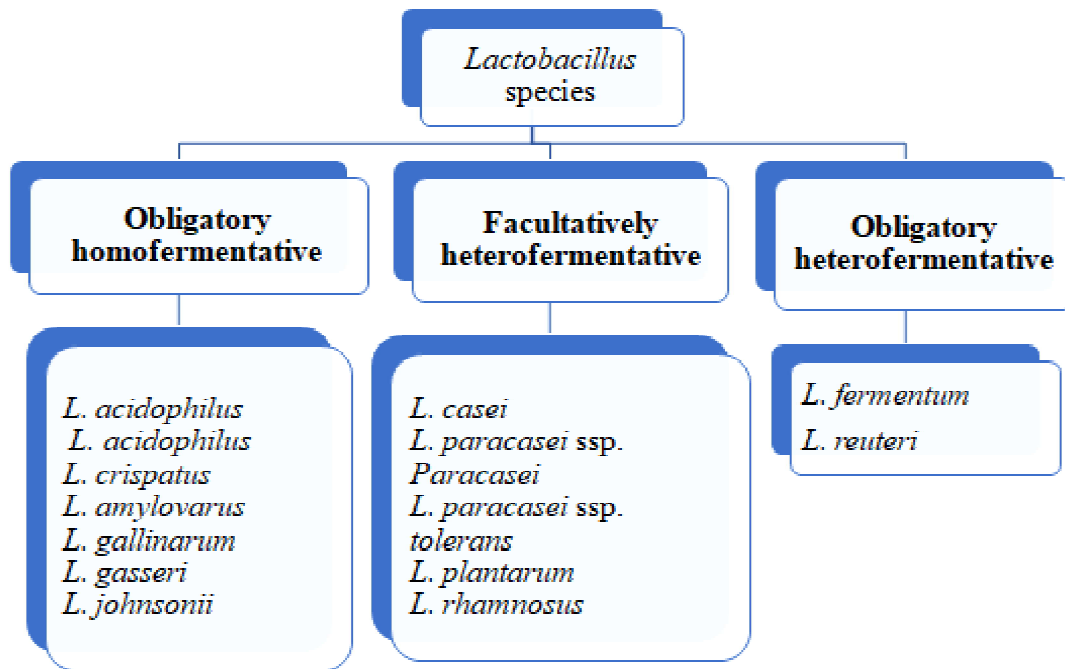 Lactobacillus
species
Obligatory
homofermentative
Facultatively
heterofermentative
Obligatory
heterofermentative
L. acidophilus
L. acidophilus
L. crispatus
L. amylovarus
L. gallinarum
L. gasseri
L. johnsonii
L. casei
L. paracasei ssp.
Paracasei
L. paracasei ssp.
tolerans
L. plantarum
L. rhamnosus
L. fermentum
L. reuteri